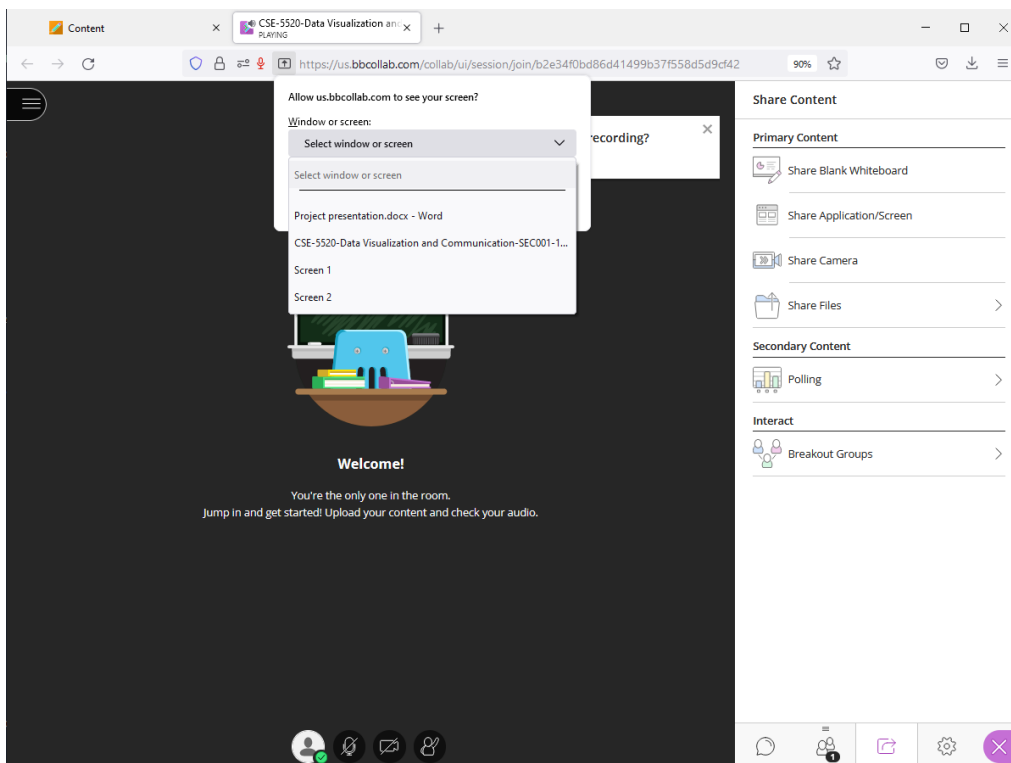 Content
CSE-5520-Data Visualization an
PLAYING
https://us.bbcollab.com/collab/ui/session/join/b2e34f0bd86d41499b37f558d5d9cf42
90%
Allow us.bbcollab.com to see your screen?
Window or screen:
Select window or screen
Select window or screen
Project presentation.docx - Word
CSE-5520-Data Visualization and Communication-SEC001-1...
Screen 1
Screen 2
recording?
Welcome!
You're the only one in the room.
Jump in and get started! Upload your content and check your audio.
Share Content
Primary Content
Share Blank Whiteboard
Share Application/Screen
Share Camera
Share Files
Secondary Content
Polling
Interact
Breakout Groups
1